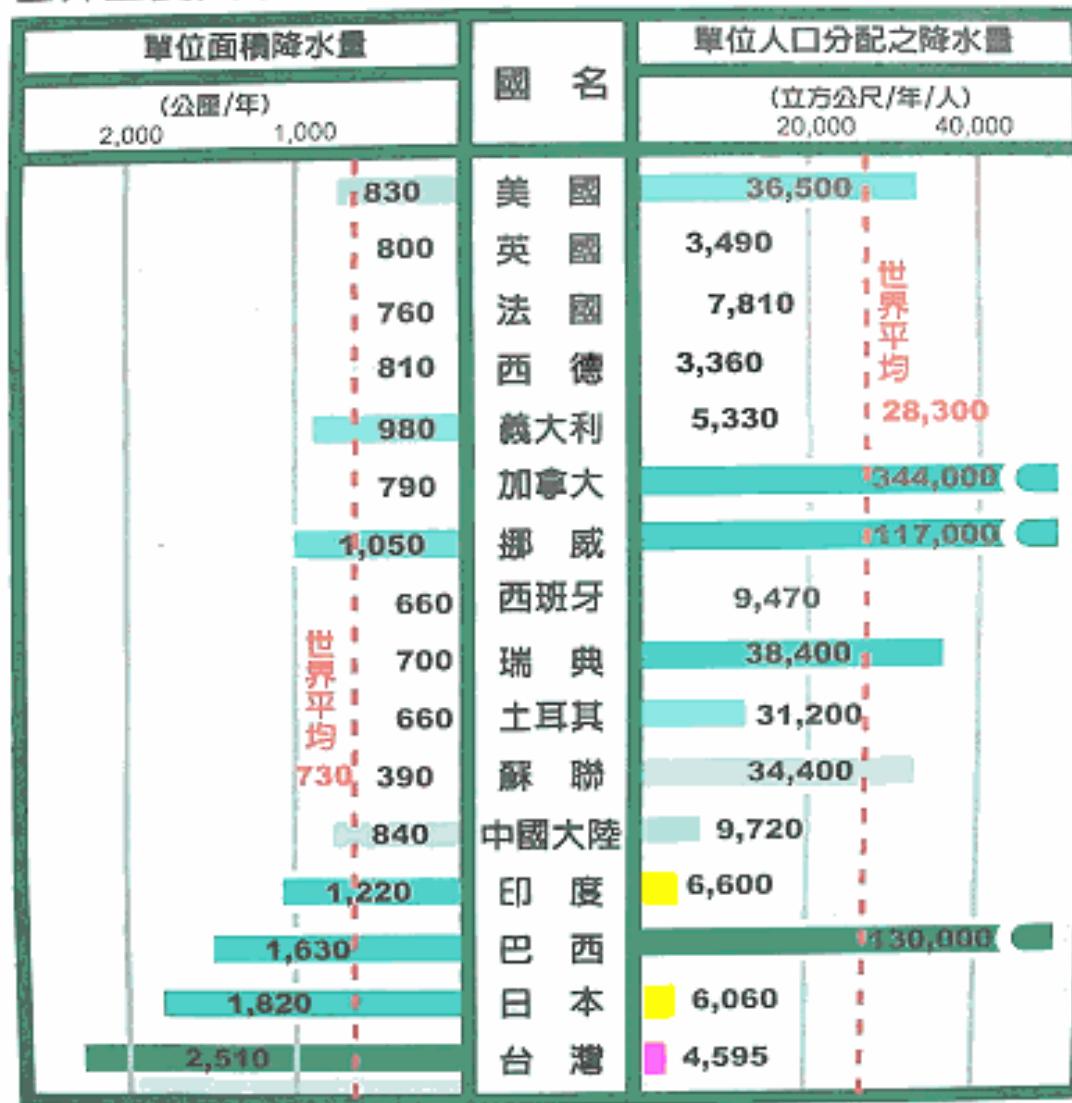 單位面積降水量 國名 單位人口分配之降水量
(公厘/年) (立方公尺/年/人)
2,000 1,000 20,000 40,000
830 美國 36,500
800 英國 3,490
760 法國 7,810
810 西德 3,360
980 義大利 5,330
790 加拿大 344,000
1,050 挪威 117,000
660 西班牙 9,470
700 瑞典 38,400
660 土耳其 31,200
390 蘇聯 34,400
840 中國大陸 9,720
1,220 印度 6,600
1,630 巴西 130,000
1,820 日本 6,060
2,510 台灣 4,595
世界平均
730
世界平均
28,300